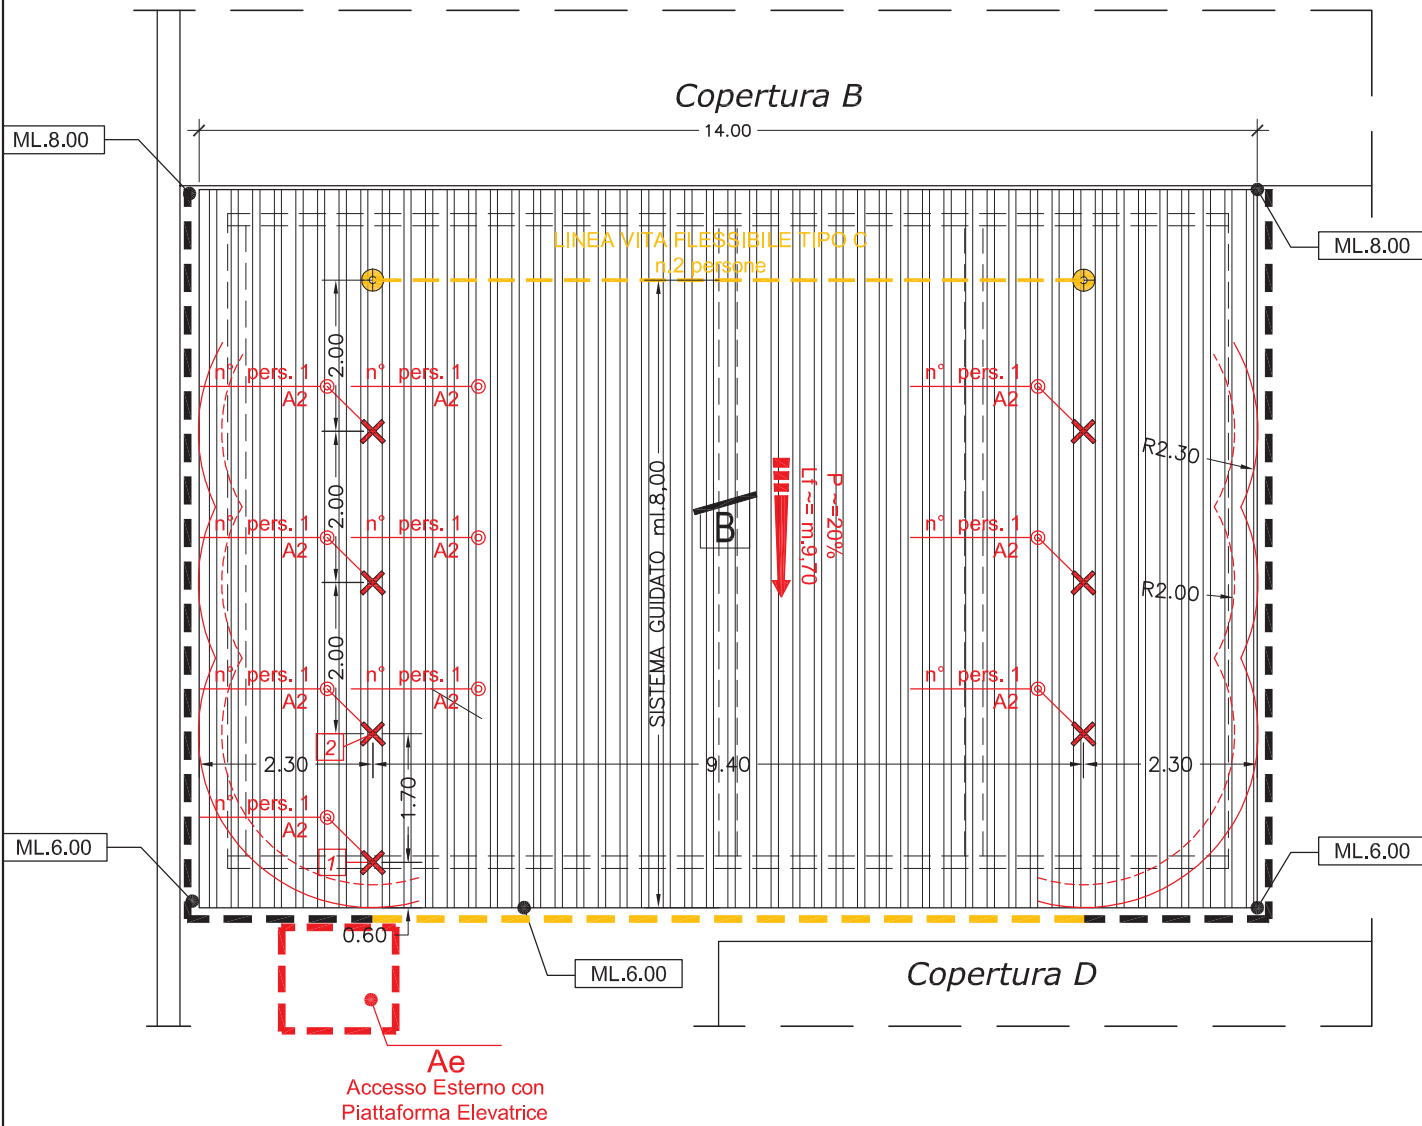 Copertura B
14.00
ML.8.00
ML.8.00
LINEA VITA FLESSIBILE TIPO C
n.2 persone
2.00
n° pers. 1
A2
n° pers. 1
A2
n° pers. 1
A2
R2.30
2.00
SISTEMA GUIDATO ml.8,00
B
P ~=20%
Lf ~= m.9.70
n° pers. 1
A2
n° pers. 1
A2
n° pers. 1
A2
R2.00
2.00
n° pers. 1
A2
n° pers. 1
A2
n° pers. 1
A2
2
2.30
9.40
2.30
1.70
n° pers. 1
A2
1
ML.6.00
ML.6.00
0.60
ML.6.00
Copertura D
Ae
Accesso Esterno con
Piattaforma Elevatrice